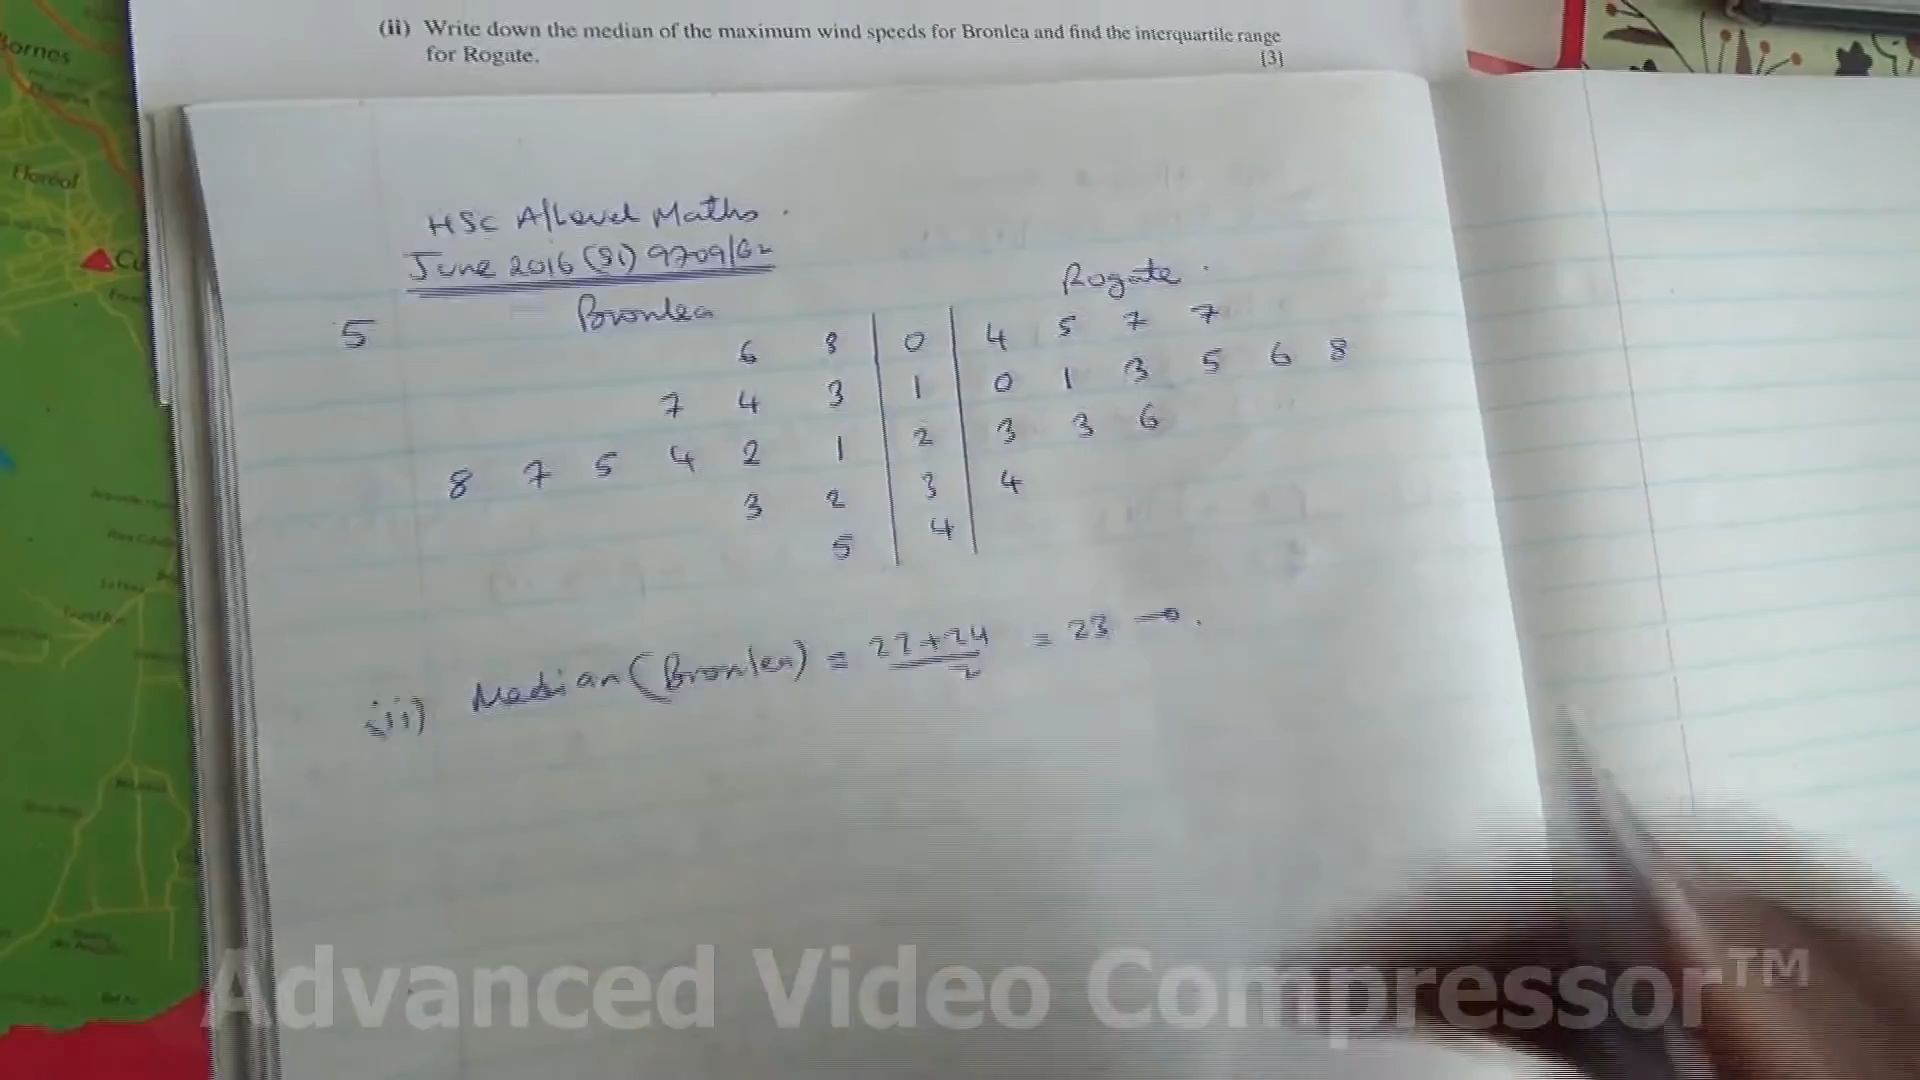 (ii) Write down the median of the maximum wind speeds for Bronlea and find the interquartile range
for Rogate. [3]
HSC A/Level Maths.
June 2016 (S1) 9709/62
5 Bronlea Rogate.
6 8 | 0 | 4 5 7 7
7 4 3 | 1 | 0 1 3 5 6 8
8 7 5 4 2 1 | 2 | 3 3 6
3 2 | 3 | 4
5 | 4 |
ii) Median (Bronlea) = 22+24 / 2 = 23
Advanced Video Compressor™
Floréal